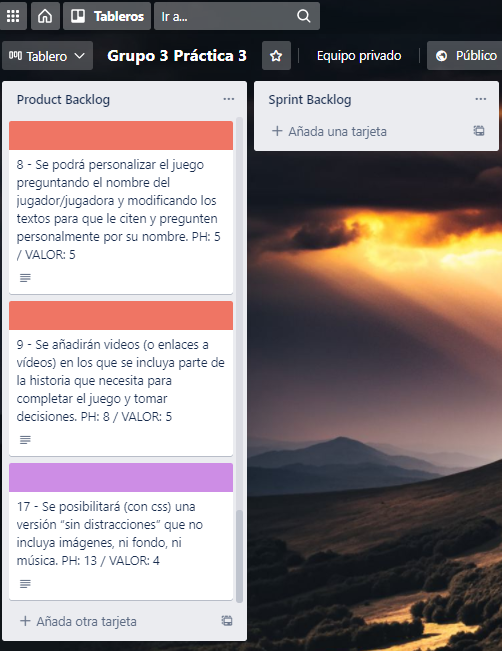 Tableros
Ir a...
Tablero
Grupo 3 Práctica 3
Equipo privado
Público
Product Backlog
8 - Se podrá personalizar el juego
preguntando el nombre del
jugador/jugadora y modificando los
textos para que le citen y pregunten
personalmente por su nombre. PH: 5
/ VALOR: 5
9 - Se añadirán videos (o enlaces a
vídeos) en los que se incluya parte de
la historia que necesita para
completar el juego y tomar
decisiones. PH: 8 / VALOR: 5
17 - Se posibilitará (con css) una
versión “sin distracciones” que no
incluya imágenes, ni fondo, ni
música. PH: 13 / VALOR: 4
+ Añada otra tarjeta
Sprint Backlog
+ Añada una tarjeta